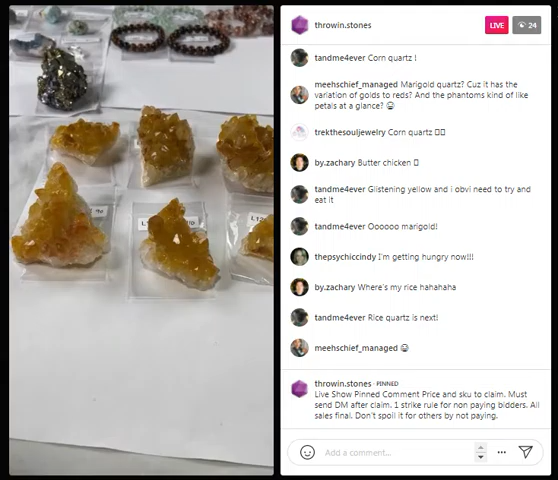 throwin.stones
LIVE
24
tandme4ever Corn quartz !
meehschief_managed Marigold quartz? Cuz it has the
variation of golds to reds? And the phantoms kind of like
petals at a glance? 😊
trekthesouljewelry Corn quartz ▯▯
by.zachary Butter chicken ▯
tandme4ever Glistening yellow and i obvi need to try and
eat it
tandme4ever Oooooo marigold!
thepsychiccindy I'm getting hungry now!!!
by.zachary Where's my rice hahahaha
tandme4ever Rice quartz is next!
meehschief_managed 😊
throwin.stones · PINNED
Live Show Pinned Comment Price and sku to claim. Must
send DM after claim. 1 strike rule for non paying bidders. All
sales final. Don't spoil it for others by not paying.
Add a comment...